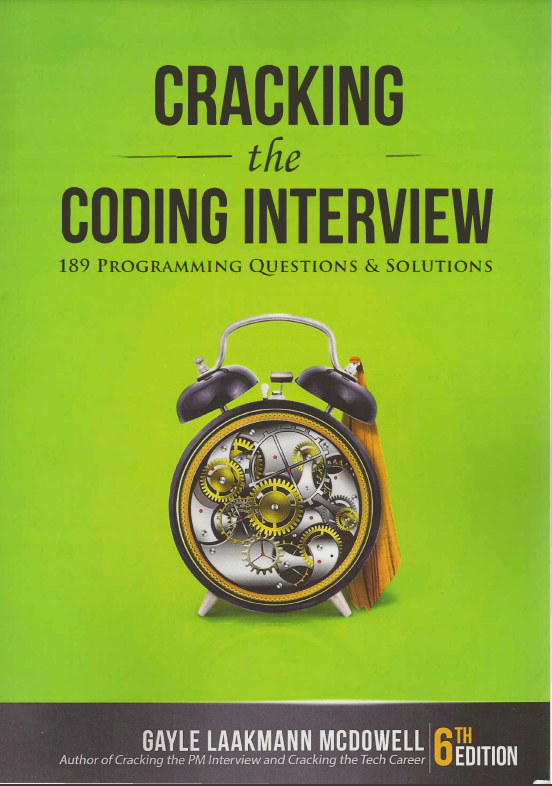 CRACKING
the
CODING INTERVIEW
189 PROGRAMMING QUESTIONS & SOLUTIONS
GAYLE LAAKMANN MCDOWELL
Author of Cracking the PM Interview and Cracking the Tech Career
6TH EDITION